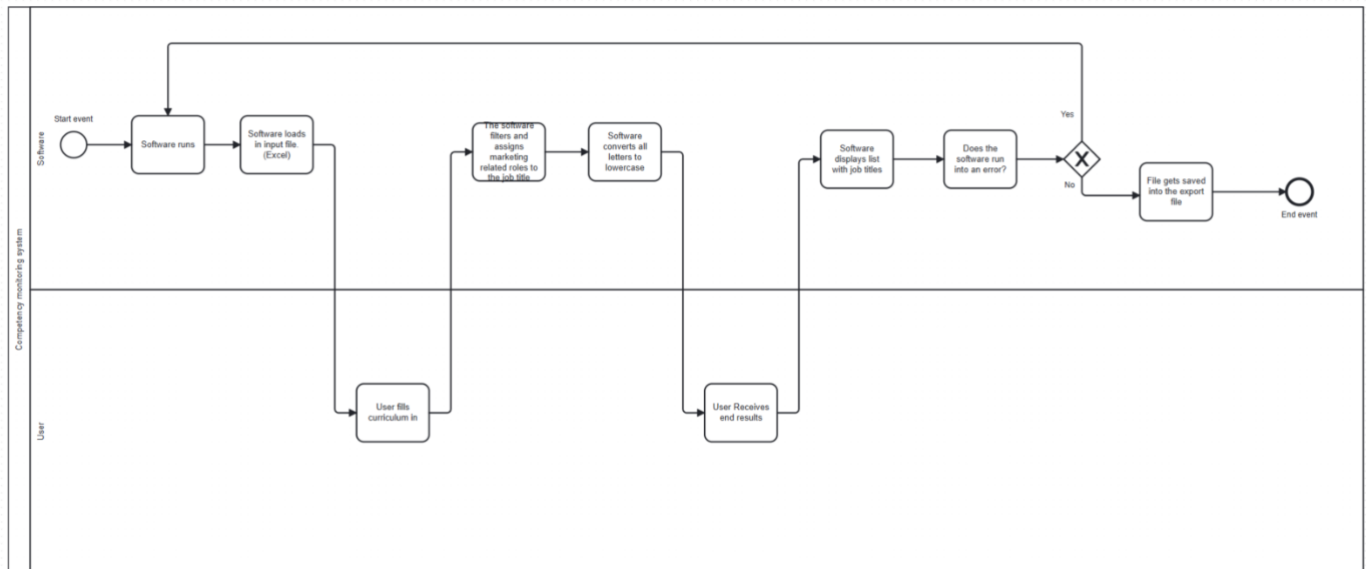 Competency monitoring system
Software
User
Start event
Software runs
Software loads
in input file.
(Excel)
User fills
curriculum in
The software
filters and
assigns
marketing
related roles to
the job title
Software
converts all
letters to
lowercase
User Receives
end results
Software
displays list
with job titles
Does the
software run
into an error?
Yes
No
File gets saved
into the export
file
End event